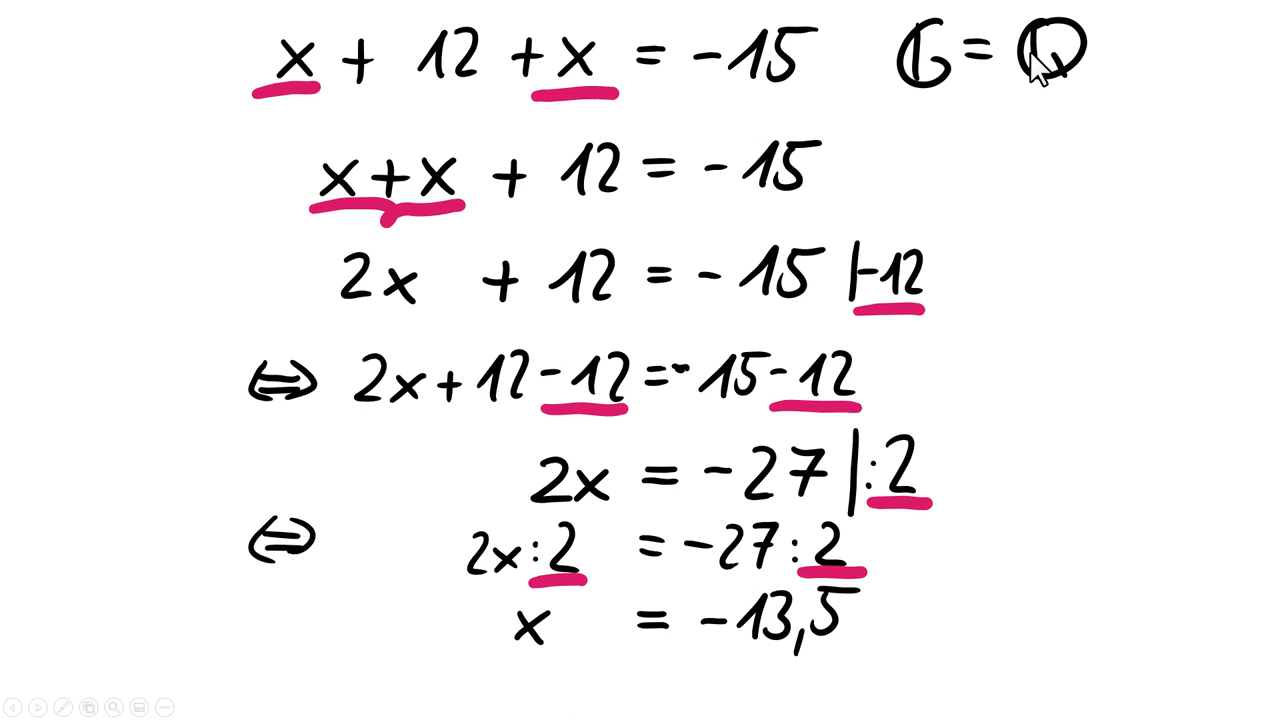 x + 12 + x = -15 𝔾 = ℚ
x + x + 12 = -15
2x + 12 = -15 |-12
⇔ 2x + 12 - 12 = -15 - 12
2x = -27 | : 2
⇔ 2x : 2 = -27 : 2
x = -13,5